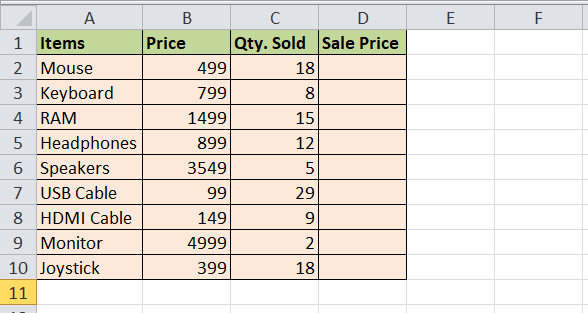 A B C D E F
1 Items Price Qty. Sold Sale Price
2 Mouse 499 18
3 Keyboard 799 8
4 RAM 1499 15
5 Headphones 899 12
6 Speakers 3549 5
7 USB Cable 99 29
8 HDMI Cable 149 9
9 Monitor 4999 2
10 Joystick 399 18
11